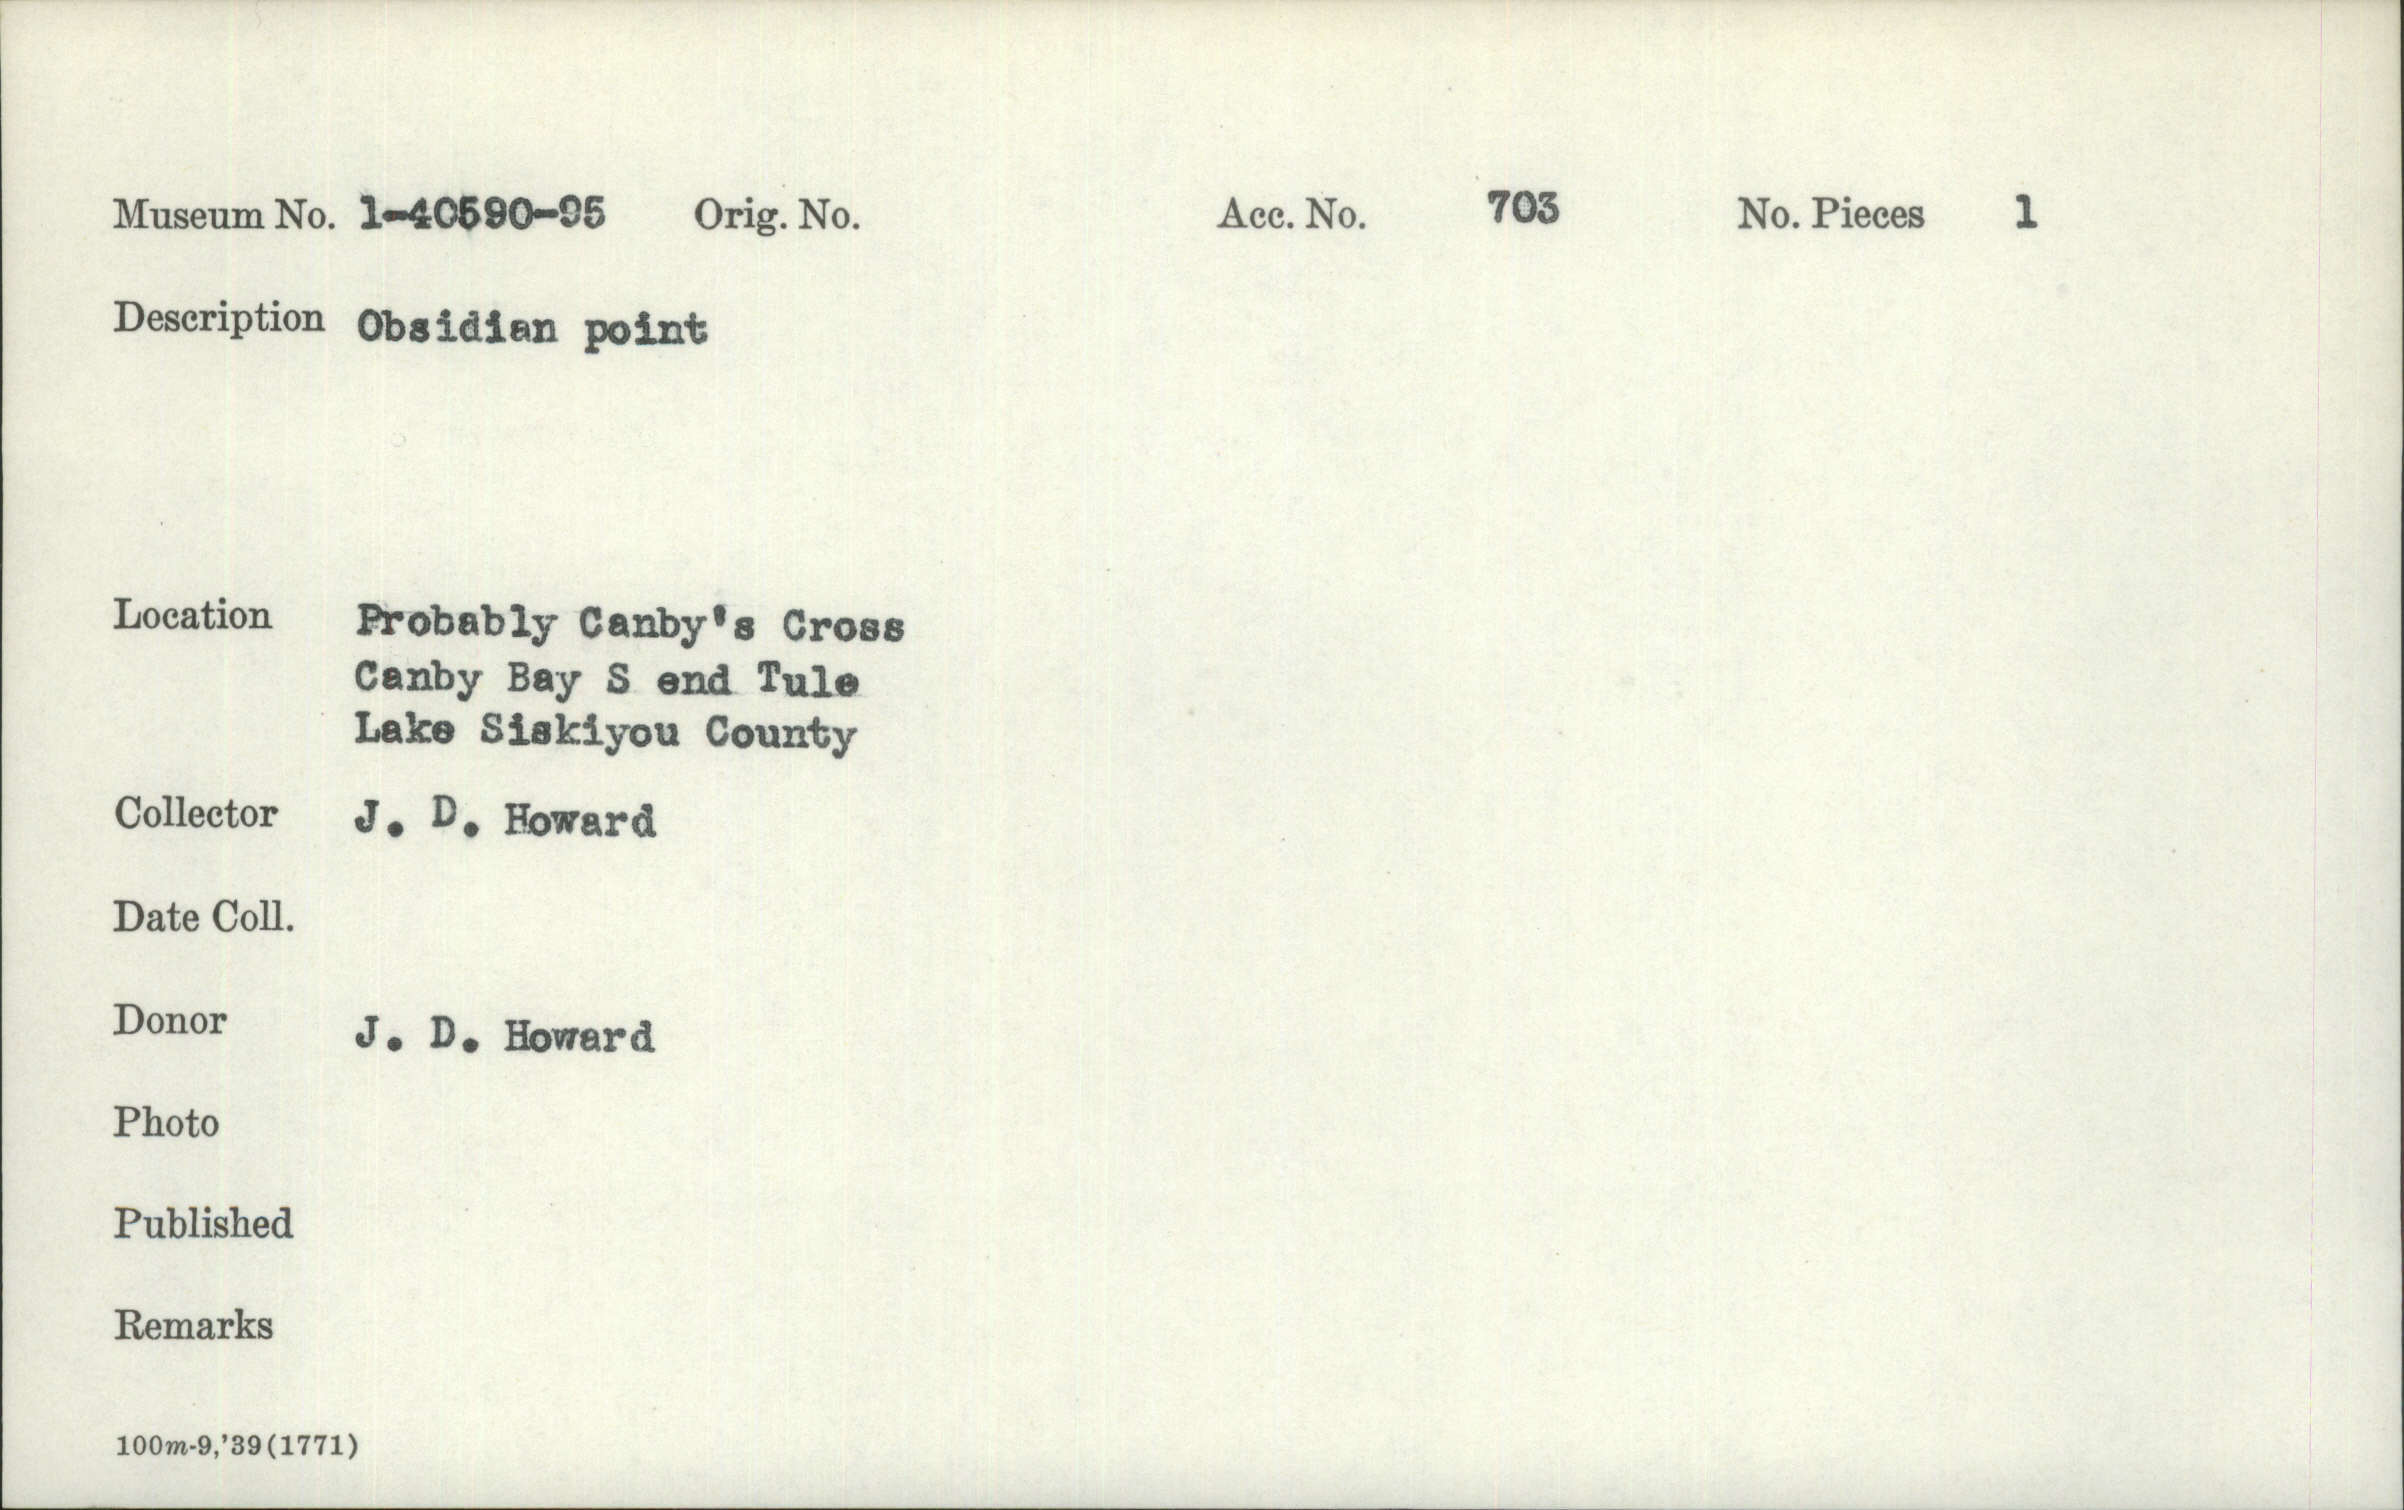 Museum No. 1-40590-95 Orig. No. Acc. No. 703 No. Pieces 1
Description Obsidian point
Location Probably Canby's Cross
Canby Bay S end Tule
Lake Siskiyou County
Collector J. D. Howard
Date Coll.
Donor J. D. Howard
Photo
Published
Remarks
100m-9,'39(1771)